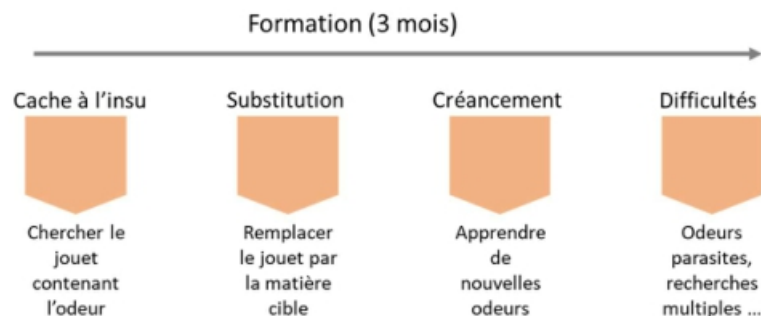 Formation (3 mois)
Cache à l'insu
Substitution
Créancement
Difficultés
Chercher le
jouet
contenant
l'odeur
Remplacer
le jouet par
la matière
cible
Apprendre
de
nouvelles
odeurs
Odeurs
parasites,
recherches
multiples ...